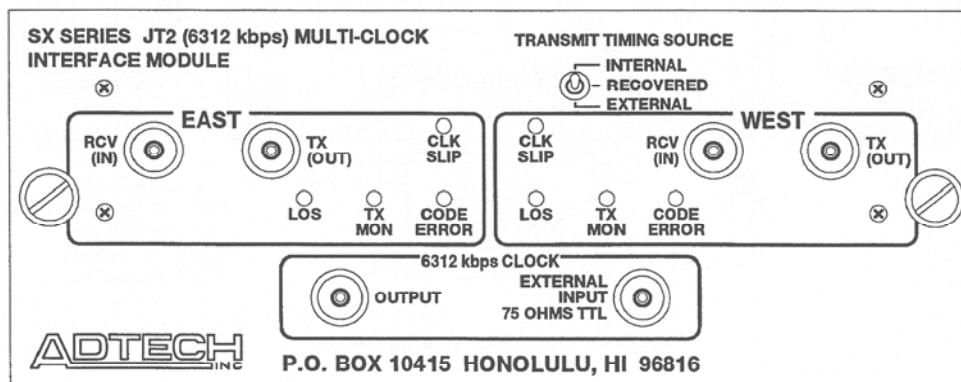 SX SERIES JT2 (6312 kbps) MULTI-CLOCK
INTERFACE MODULE
TRANSMIT TIMING SOURCE
INTERNAL
RECOVERED
EXTERNAL
EAST
RCV
(IN)
TX
(OUT)
CLK
SLIP
LOS
TX
MON
CODE
ERROR
WEST
CLK
SLIP
RCV
(IN)
TX
(OUT)
LOS
TX
MON
CODE
ERROR
6312 kbps CLOCK
OUTPUT
EXTERNAL
INPUT
75 OHMS TTL
ADTECH
INC
P.O. BOX 10415 HONOLULU, HI 96816